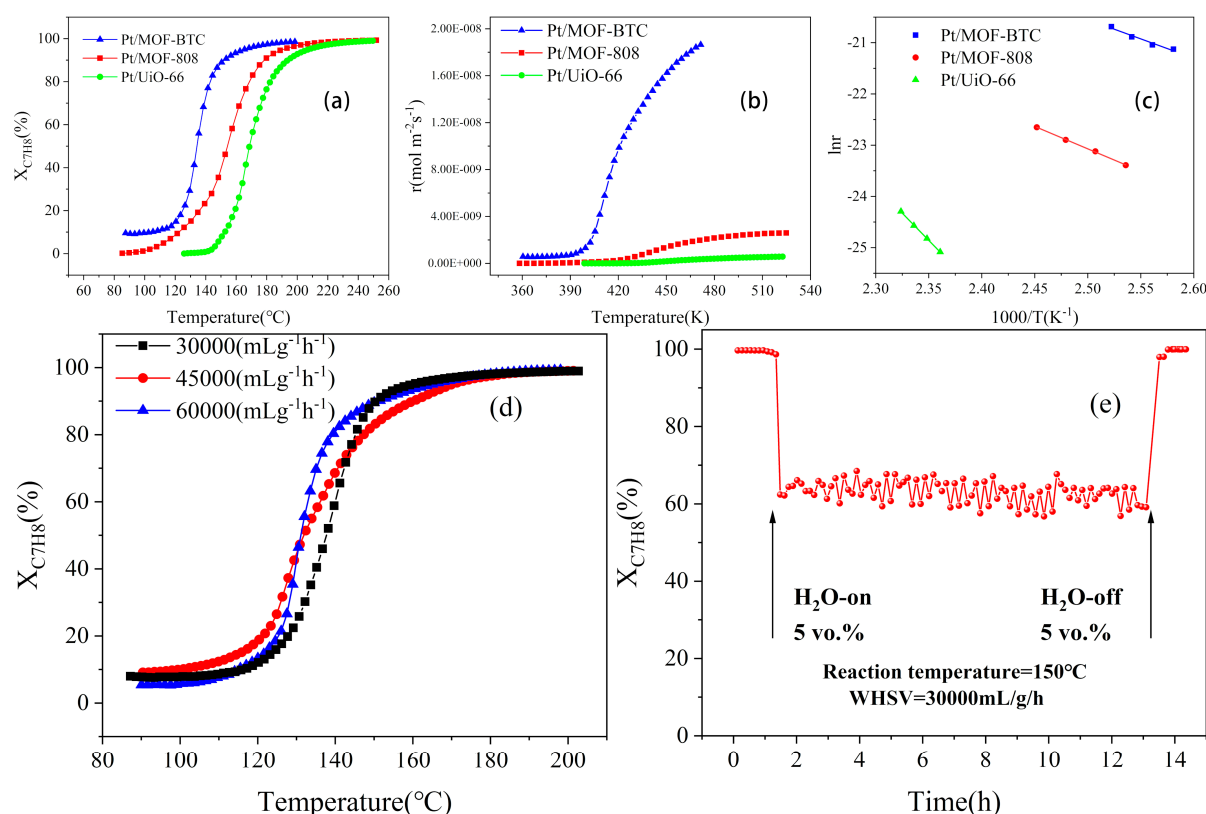 Pt/MOF-BTC
Pt/MOF-808
Pt/UiO-66
(a)
X_C7H8(%)
100
80
60
40
20
0
60 80 100 120 140 160 180 200 220 240 260
Temperature(℃)
Pt/MOF-BTC
Pt/MOF-808
Pt/UiO-66
(b)
r(mol m⁻²s⁻¹)
2.00E-008
1.60E-008
1.20E-008
8.00E-009
4.00E-009
0.00E+000
360 390 420 450 480 510 540
Temperature(K)
Pt/MOF-BTC
Pt/MOF-808
Pt/UiO-66
(c)
lnr
-21
-22
-23
-24
-25
2.30 2.35 2.40 2.45 2.50 2.55 2.60
1000/T(K⁻¹)
30000(mLg⁻¹h⁻¹)
45000(mLg⁻¹h⁻¹)
60000(mLg⁻¹h⁻¹)
(d)
X_C7H8(%)
100
80
60
40
20
0
80 100 120 140 160 180 200
Temperature(℃)
(e)
X_C7H8(%)
100
80
60
40
20
0
H₂O-on
5 vo.%
H₂O-off
5 vo.%
Reaction temperature=150℃
WHSV=30000mL/g/h
0 2 4 6 8 10 12 14
Time(h)